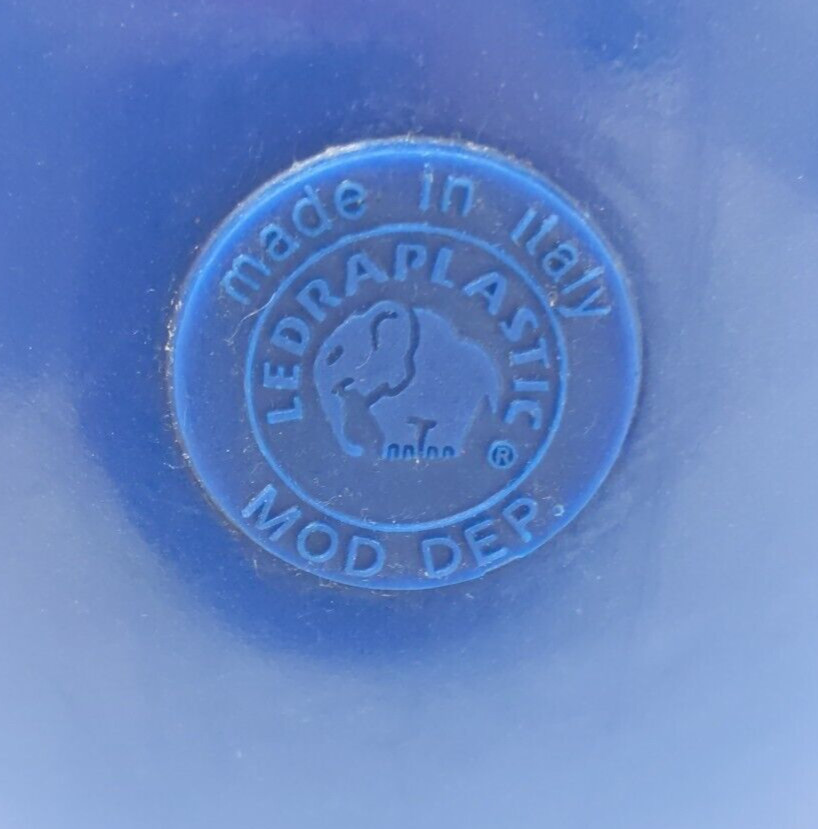 made in italy
LEDRAPLASTIC
®
MOD DEP.